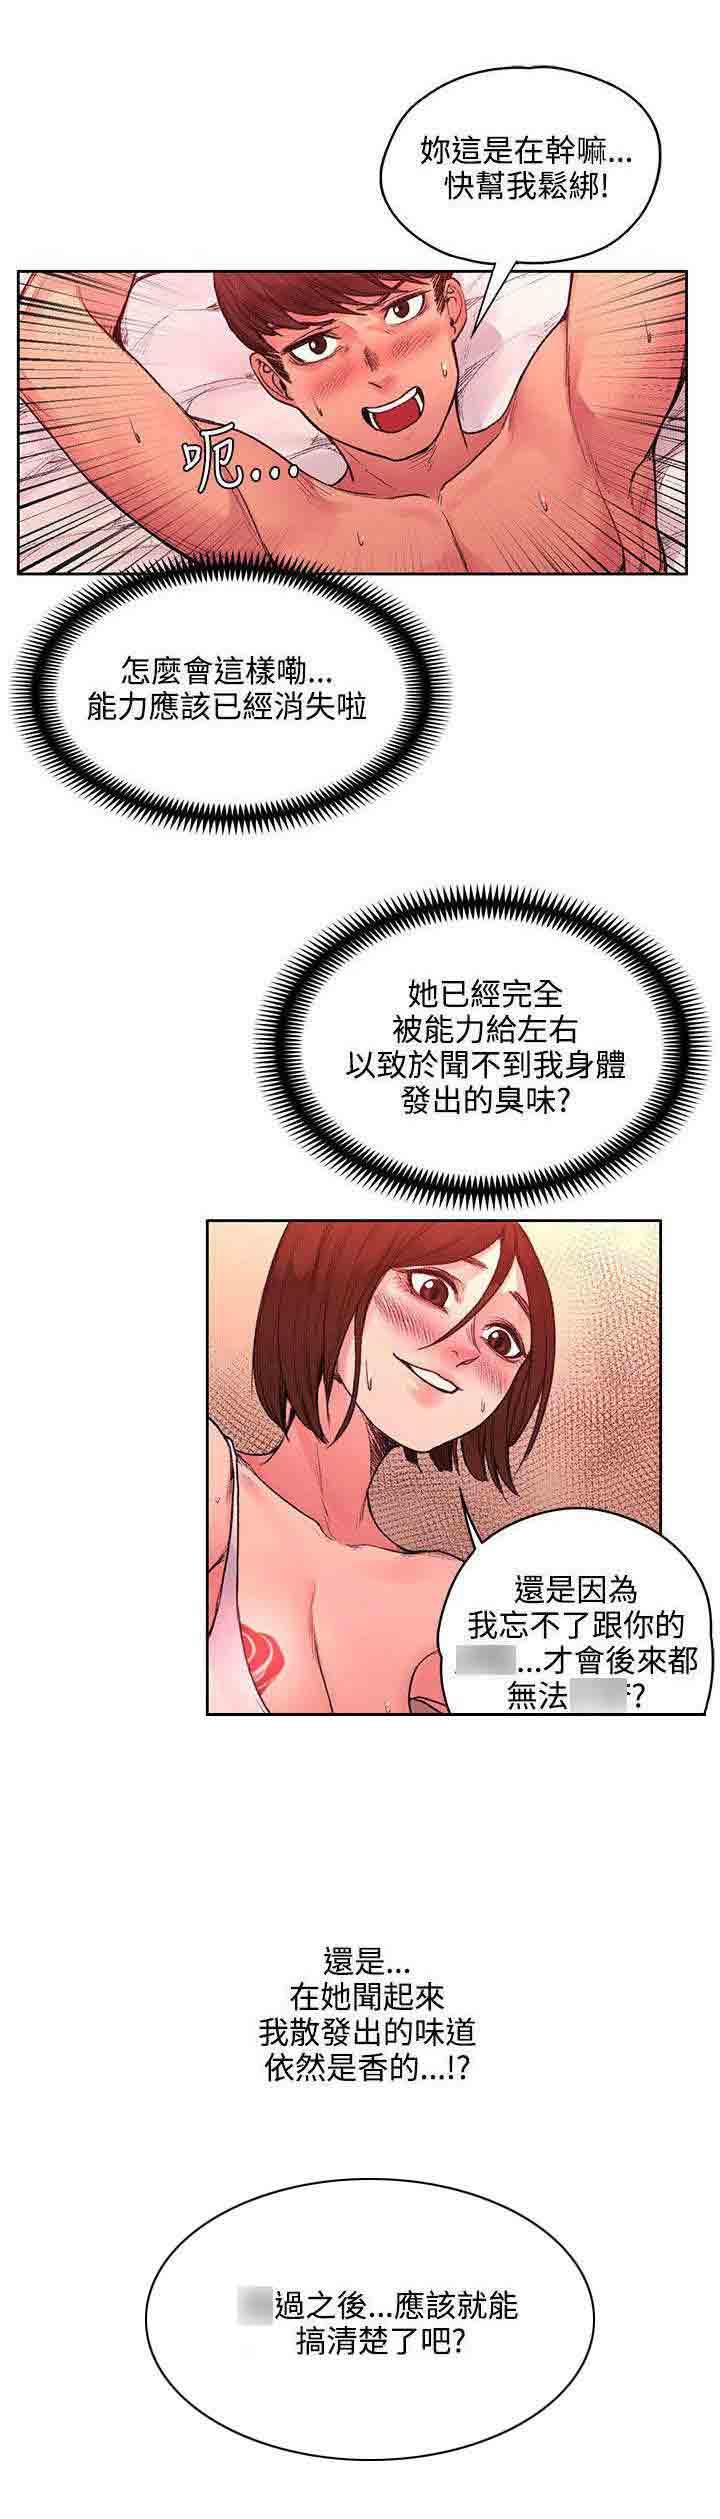 妳這是在幹嘛...
快幫我鬆綁!
呃...
怎麼會這樣嘞...
能力應該已經消失啦
她已經完全
被能力給左右
以致於聞不到我身體
發出的臭味?
還是因為
我忘不了跟你的
...才會後來都
無法?
還是...
在她聞起來
我散發出的味道
依然是香的...!?
過之後...應該就能
搞清楚了吧?